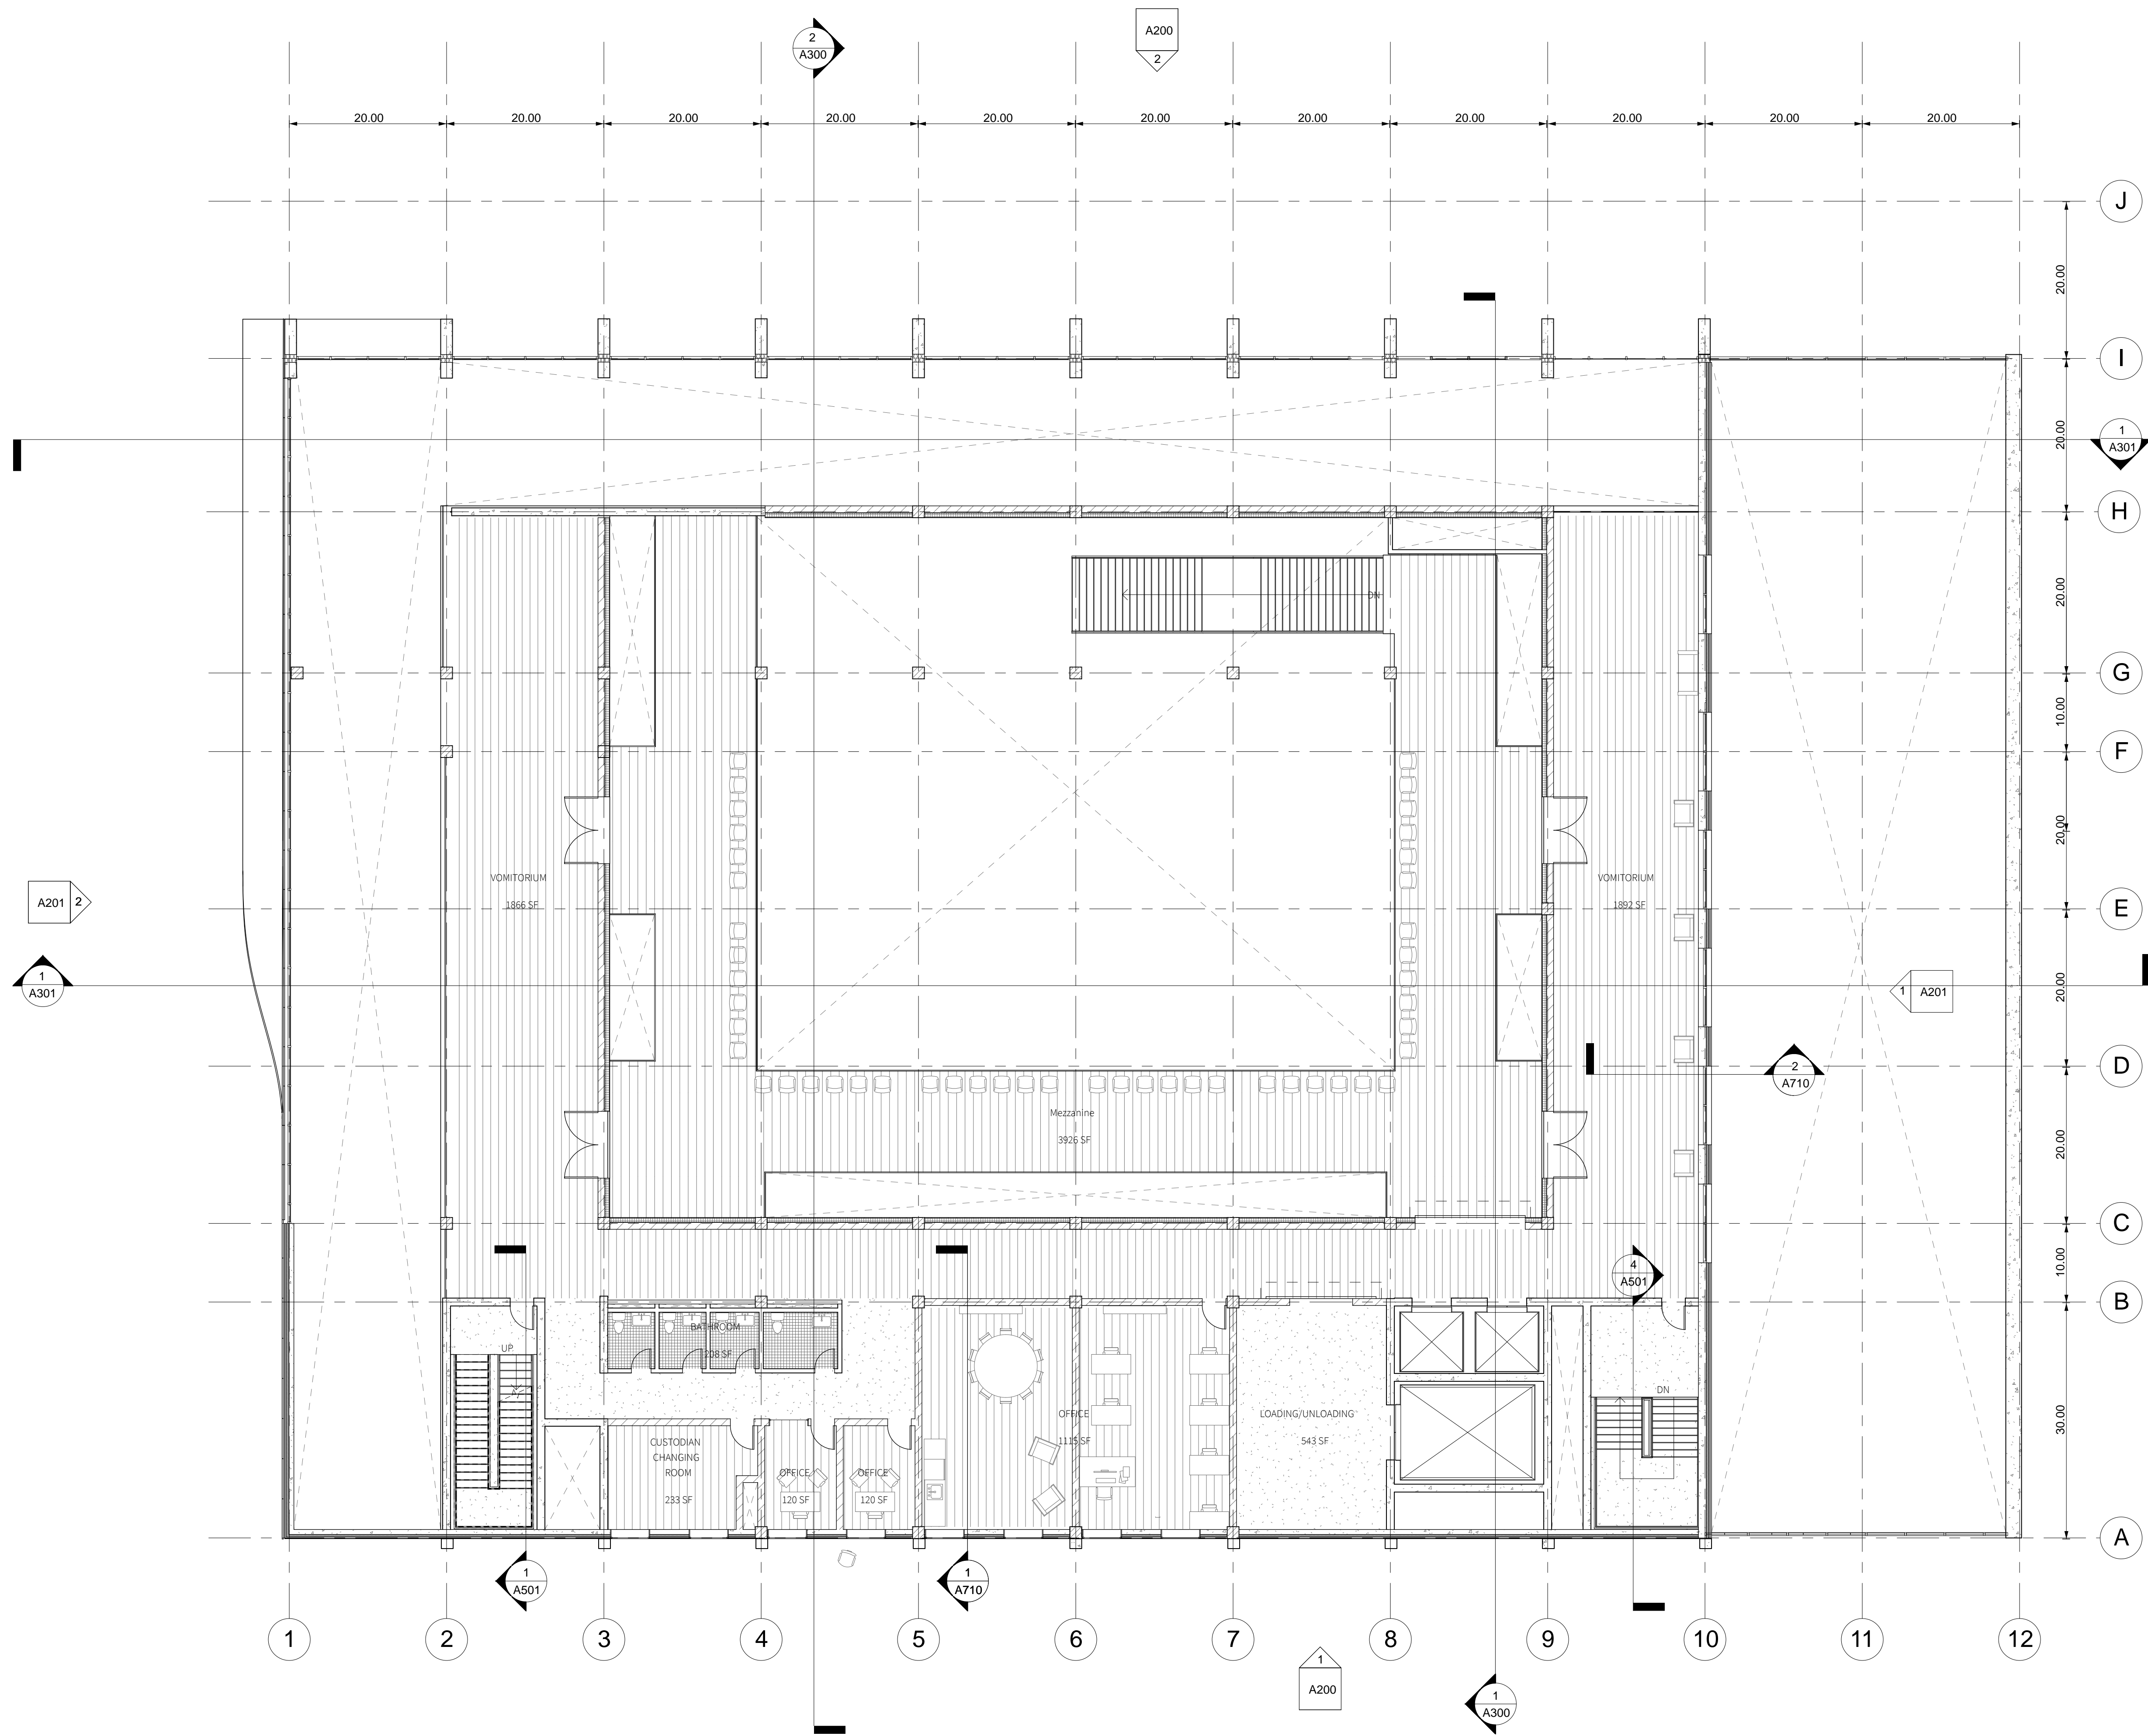 2
A300
A200
2
20.00 20.00 20.00 20.00 20.00 20.00 20.00 20.00 20.00 20.00 20.00
J
20.00
I
20.00
1
A301
H
20.00
DN
G
10.00
F
20.00
VOMITORIUM
1866 SF
VOMITORIUM
1892 SF
A201 2
E
1
A301
20.00
1 A201
D
2
A710
Mezzanine
3926 SF
20.00
C
4
A501
10.00
B
BATHROOM
208 SF
UP
DN
OFFICE
1115 SF
LOADING/UNLOADING
543 SF
30.00
CUSTODIAN
CHANGING
ROOM
233 SF
OFFICE
120 SF
OFFICE
120 SF
A
1
A501
1
A710
1 2 3 4 5 6 7 8 9 10 11 12
1
A200
1
A300